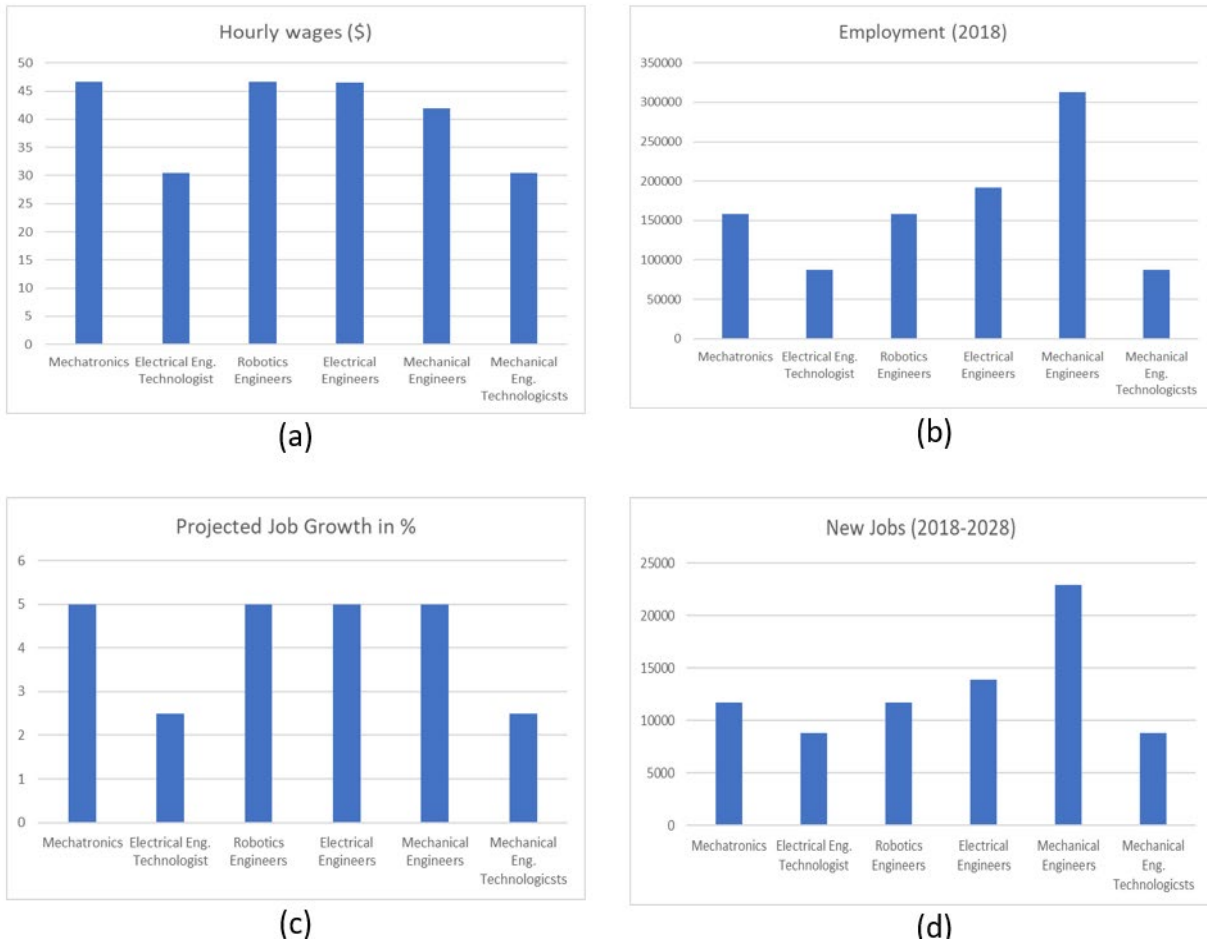 Hourly wages ($)
50
45
40
35
30
25
20
15
10
5
0
Mechatronics Electrical Eng. Robotics Electrical Mechanical Mechanical
Technologist Engineers Engineers Engineers Eng.
Technologicsts
(a)
Employment (2018)
350000
300000
250000
200000
150000
100000
50000
0
Mechatronics Electrical Eng. Robotics Electrical Mechanical Mechanical
Technologist Engineers Engineers Engineers Eng.
Technologicsts
(b)
Projected Job Growth in %
6
5
4
3
2
1
0
Mechatronics Electrical Eng. Robotics Electrical Mechanical Mechanical
Technologist Engineers Engineers Engineers Eng.
Technologicsts
(c)
New Jobs (2018-2028)
25000
20000
15000
10000
5000
0
Mechatronics Electrical Eng. Robotics Electrical Mechanical Mechanical
Technologist Engineers Engineers Engineers Eng.
Technologicsts
(d)